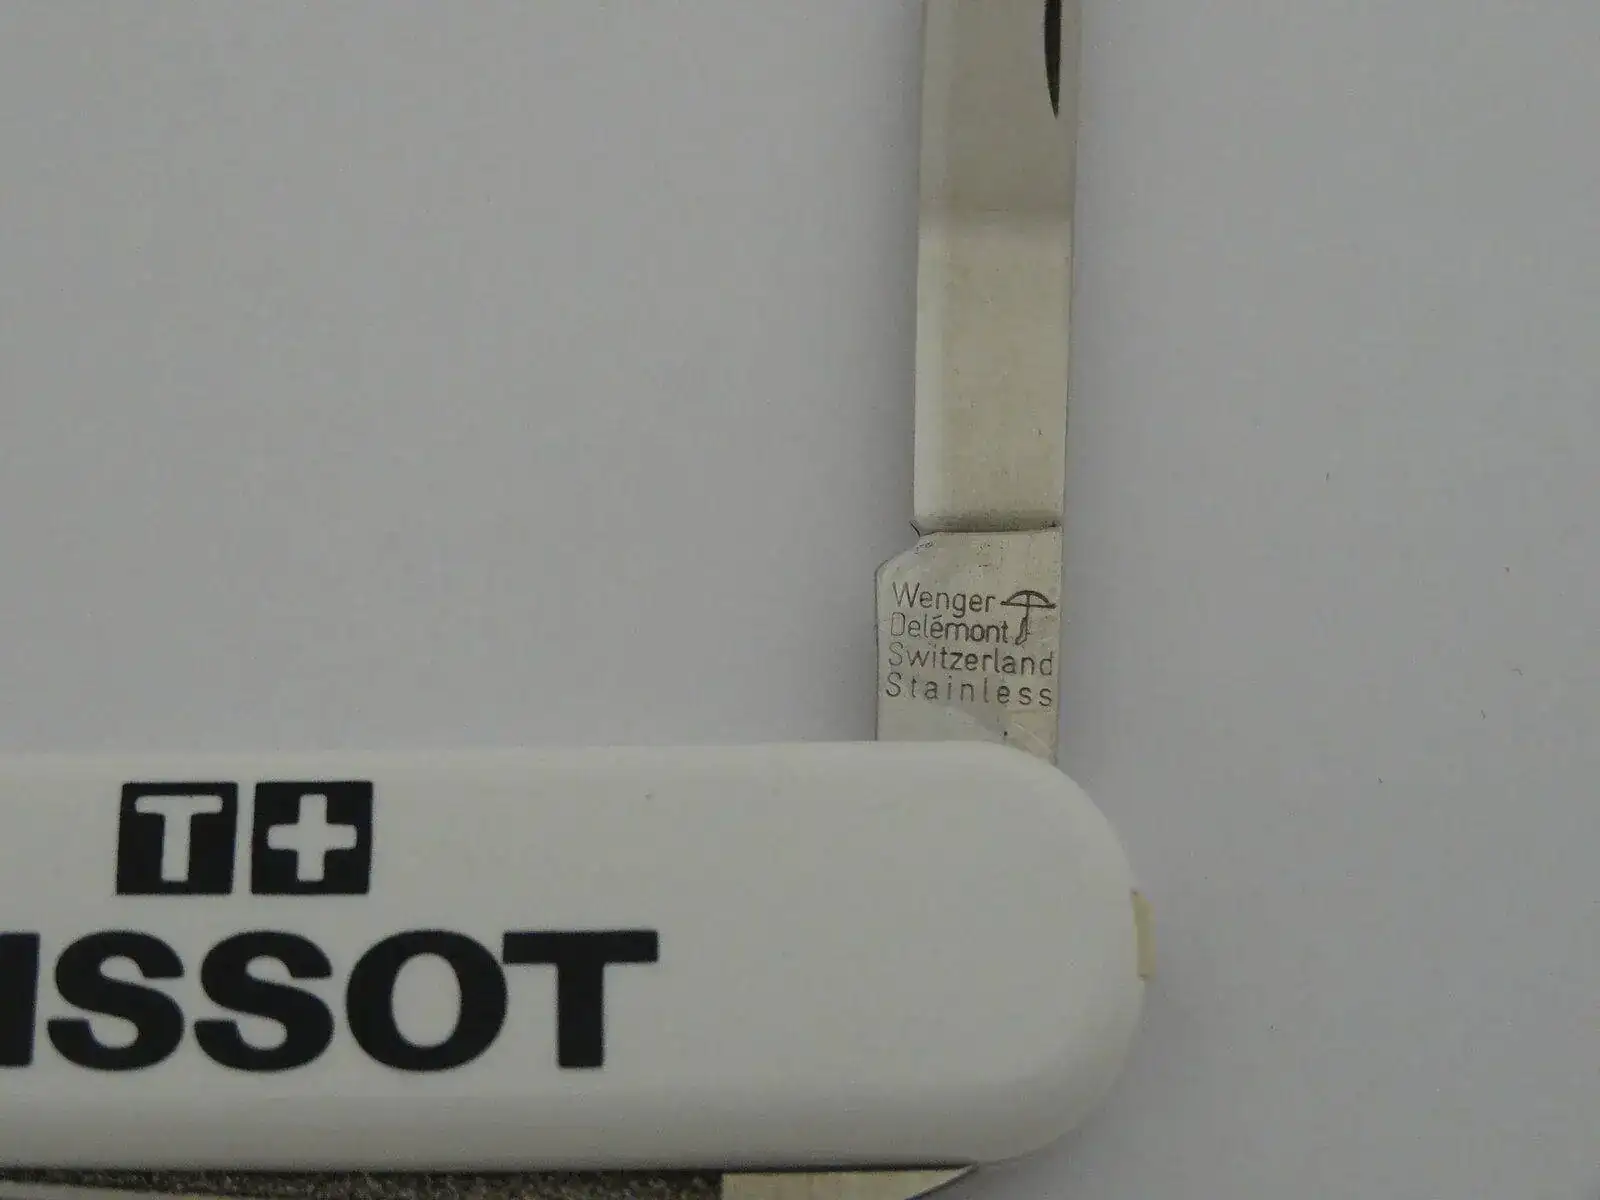 Wenger
Delémont
Switzerland
Stainless
T+
ISSOT